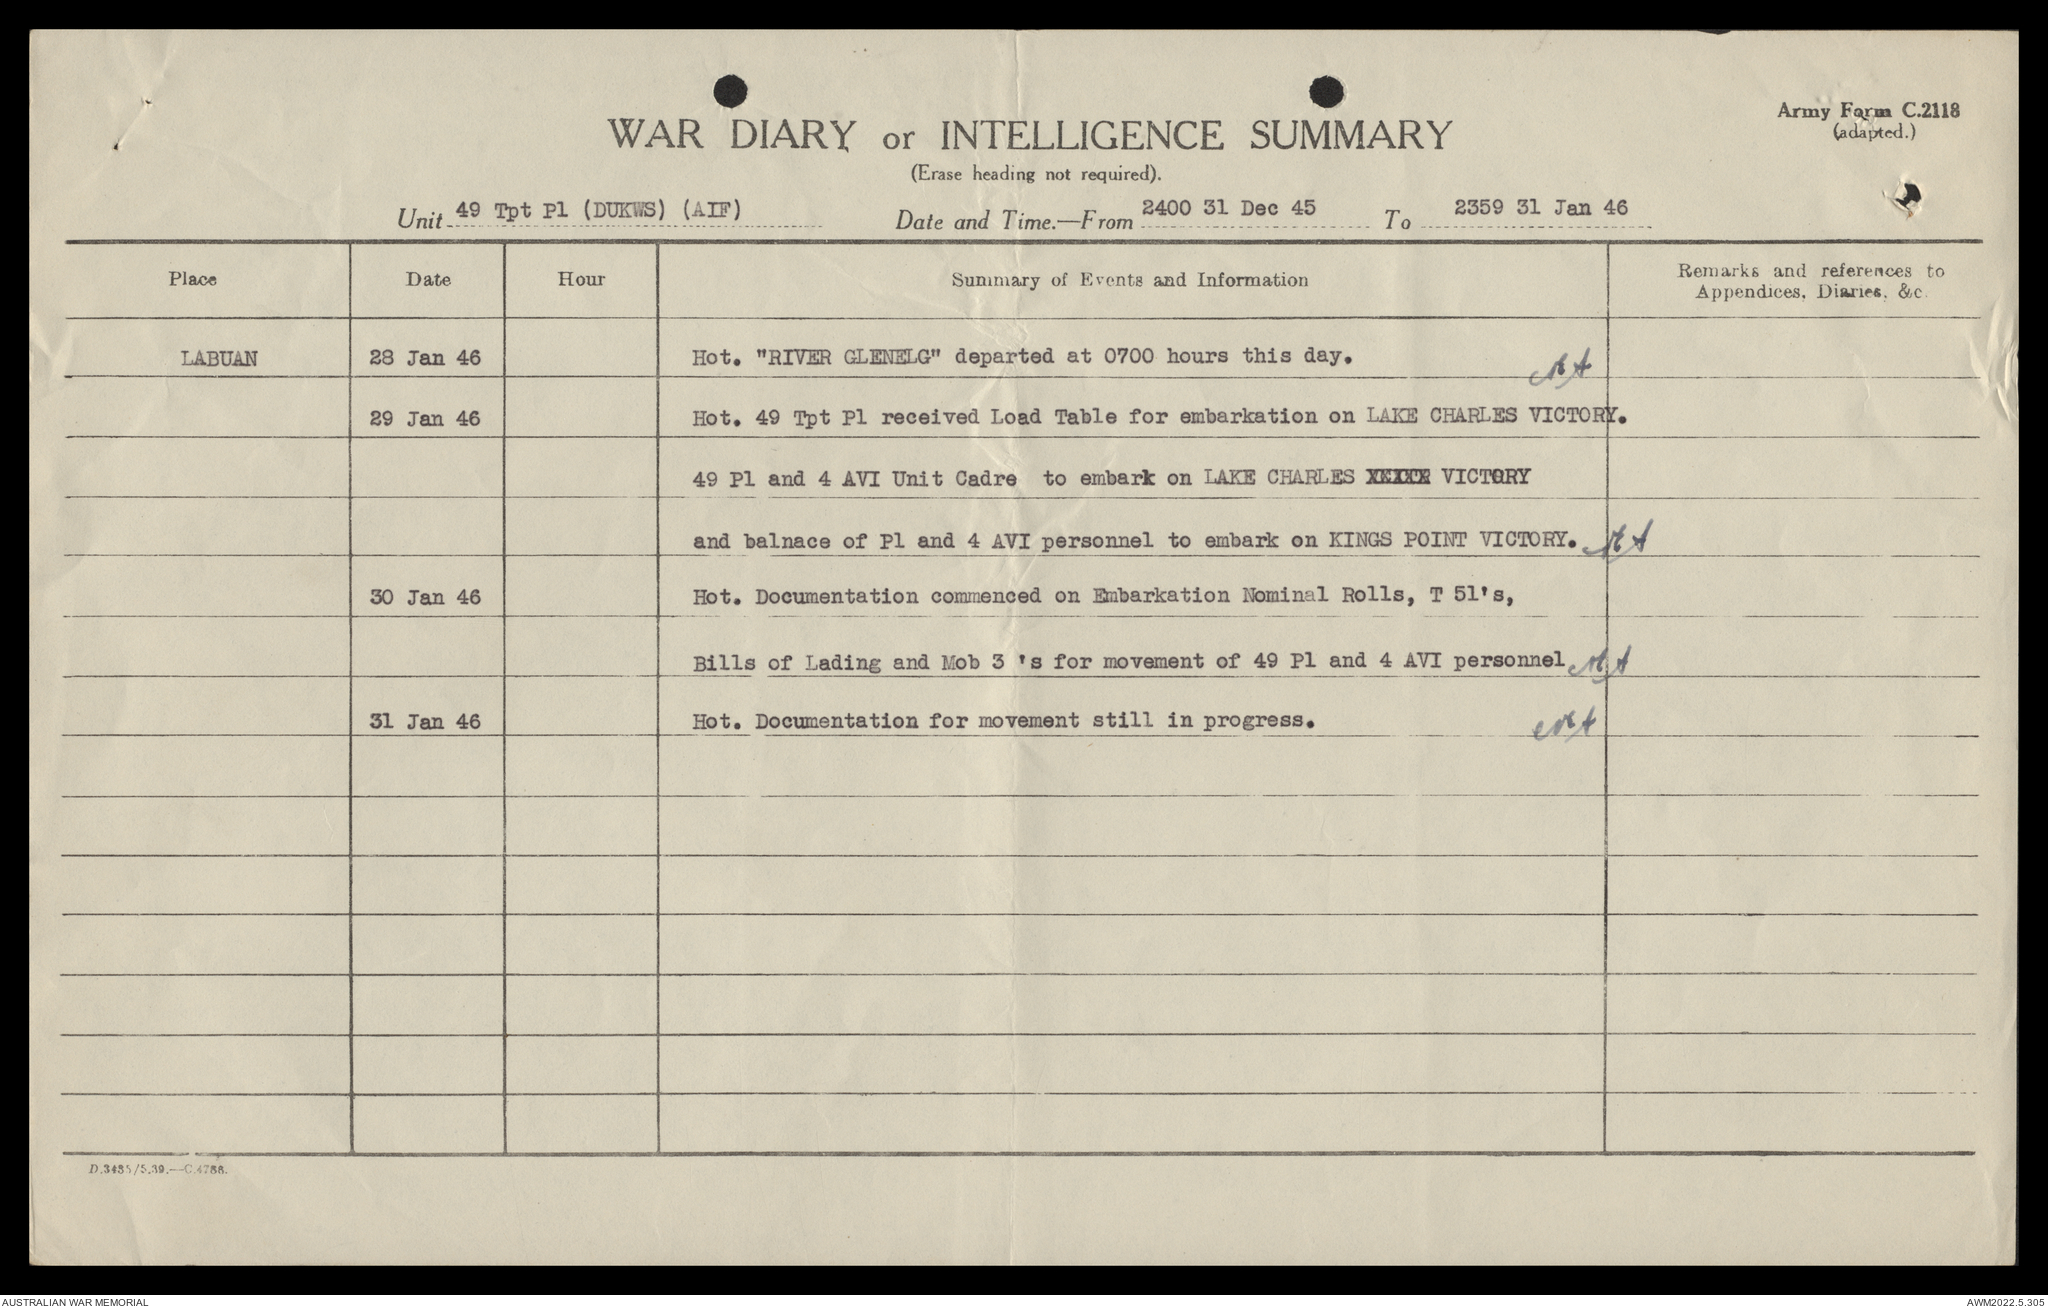 Army Form C.2118
(adapted.)
WAR DIARY or INTELLIGENCE SUMMARY
(Erase heading not required).
Unit 49 Tpt Pl (DUKWS) (AIF) Date and Time.—From 2400 31 Dec 45 To 2359 31 Jan 46
Place Date Hour Summary of Events and Information Remarks and references to
Appendices, Diaries, &c.
LABUAN 28 Jan 46 Hot. "RIVER GLENELG" departed at 0700 hours this day.
29 Jan 46 Hot. 49 Tpt Pl received Load Table for embarkation on LAKE CHARLES VICTORY.
49 Pl and 4 AVI Unit Cadre to embark on LAKE CHARLES VICTORY
and balnace of Pl and 4 AVI personnel to embark on KINGS POINT VICTORY.
30 Jan 46 Hot. Documentation commenced on Embarkation Nominal Rolls, T 51's,
Bills of Lading and Mob 3 's for movement of 49 Pl and 4 AVI personnel
31 Jan 46 Hot. Documentation for movement still in progress.
D.3485/5.39.—C.4788.
AUSTRALIAN WAR MEMORIAL AWM2022.5.305